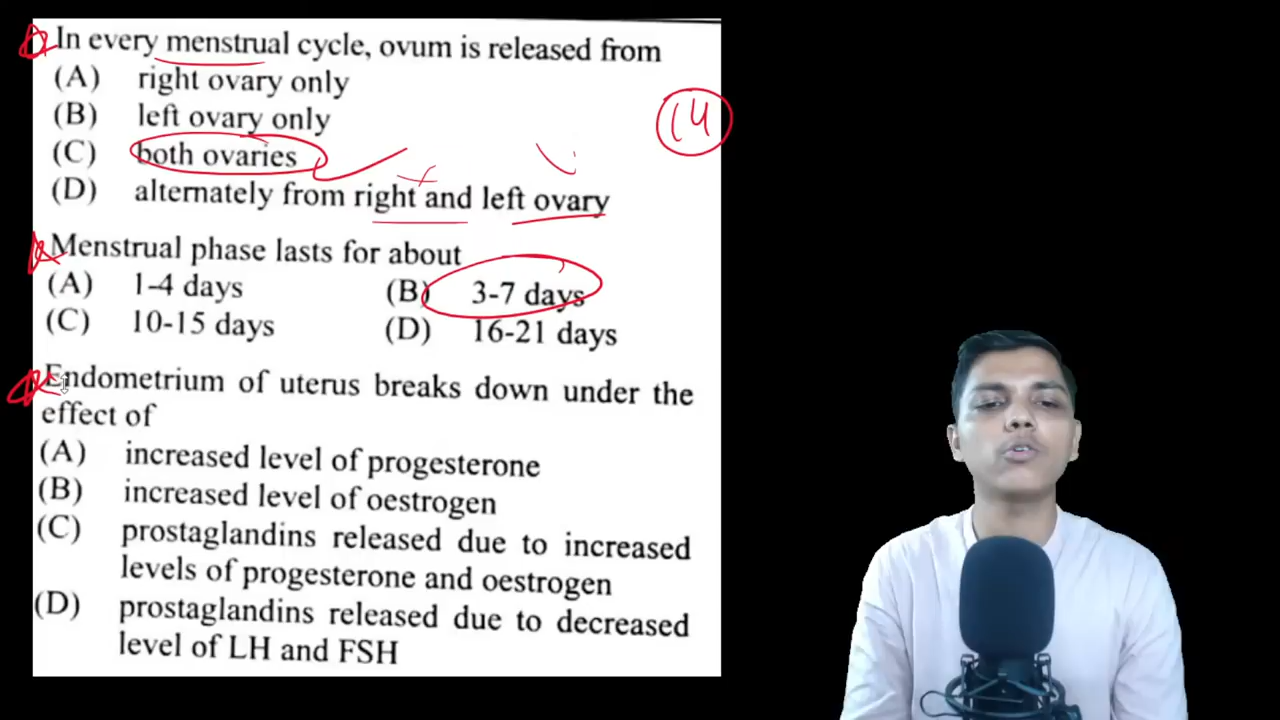 In every menstrual cycle, ovum is released from
(A) right ovary only
(B) left ovary only
14
(C) both ovaries
(D) alternately from right and left ovary
Menstrual phase lasts for about
(A) 1-4 days (B) 3-7 days
(C) 10-15 days (D) 16-21 days
Endometrium of uterus breaks down under the
effect of
(A) increased level of progesterone
(B) increased level of oestrogen
(C) prostaglandins released due to increased
levels of progesterone and oestrogen
(D) prostaglandins released due to decreased
level of LH and FSH